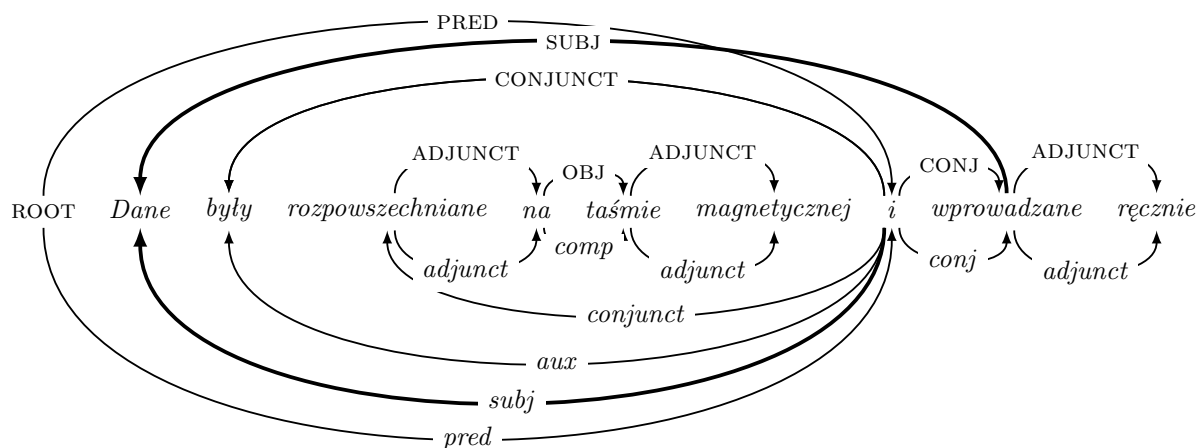 PRED
SUBJ
CONJUNCT
ADJUNCT OBJ ADJUNCT CONJ ADJUNCT
ROOT Dane były rozpowszechniane na taśmie magnetycznej i wprowadzane ręcznie
adjunct comp adjunct conj adjunct
conjunct
aux
subj
pred